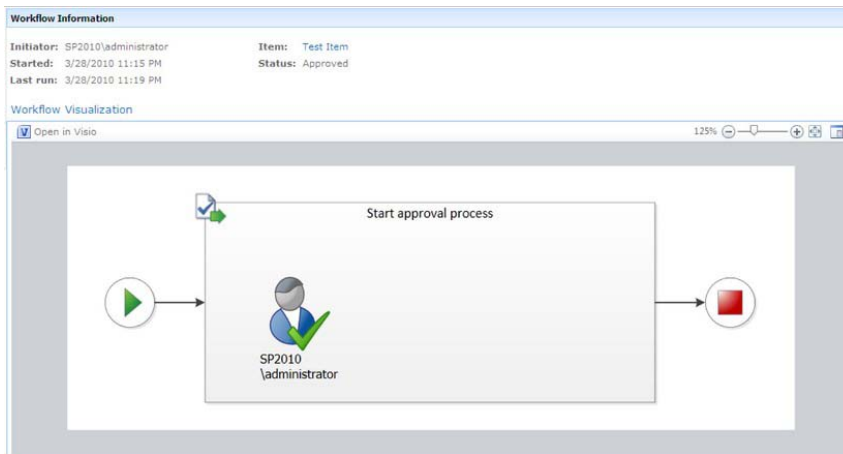 Workflow Information
Initiator: SP2010\administrator Item: Test Item
Started: 3/28/2010 11:15 PM Status: Approved
Last run: 3/28/2010 11:19 PM
Workflow Visualization
V Open in Visio 125%
Start approval process
SP2010
\administrator